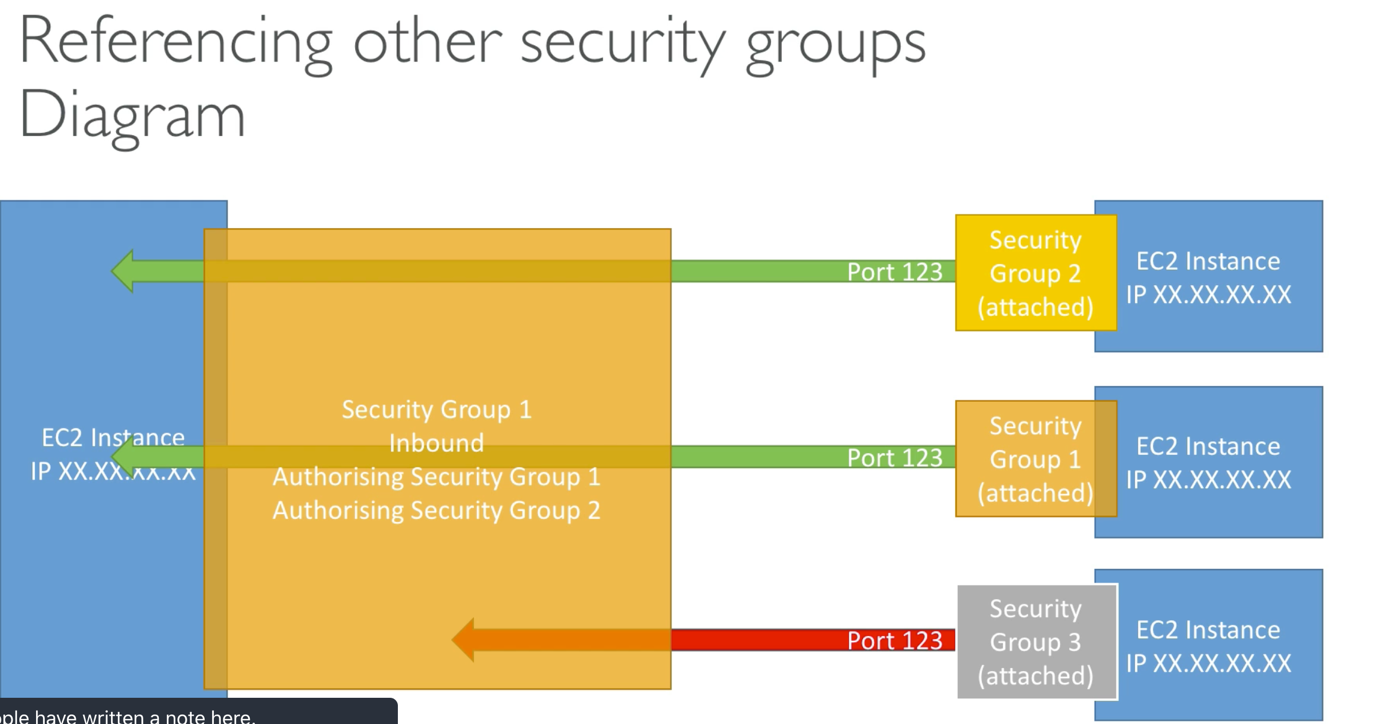 Referencing other security groups
Diagram
Port 123
Security
Group 2
(attached)
EC2 Instance
IP XX.XX.XX.XX
EC2 Instance
IP XX.XX.XX.XX
Security Group 1
Inbound
Authorising Security Group 1
Authorising Security Group 2
Port 123
Security
Group 1
(attached)
EC2 Instance
IP XX.XX.XX.XX
Port 123
Security
Group 3
(attached)
EC2 Instance
IP XX.XX.XX.XX
ople have written a note here.